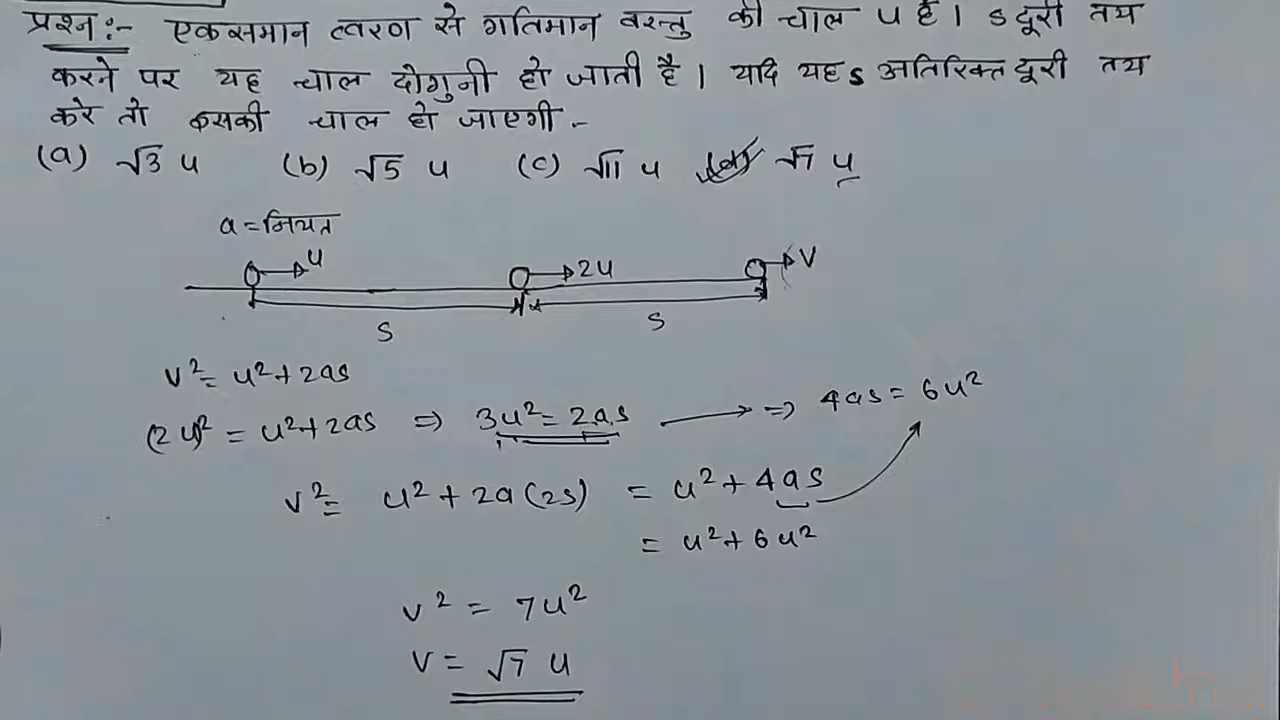 प्रश्न:- एकसमान त्वरण से गतिमान वस्तु की चाल u है। s दूरी तय
करने पर यह चाल दोगुनी हो जाती है। यदि यह s अतिरिक्त दूरी तय
करे तो इसकी चाल हो जाएगी -
(a) √3 u (b) √5 u (c) √11 u (d) √7 u
a = नियत
u 2u v
s s
v² = u² + 2as
(2u)² = u² + 2as ⇒ 3u² = 2as ⟶ ⇒ 4as = 6u²
v² = u² + 2a(2s) = u² + 4as
= u² + 6u²
v² = 7u²
v = √7 u